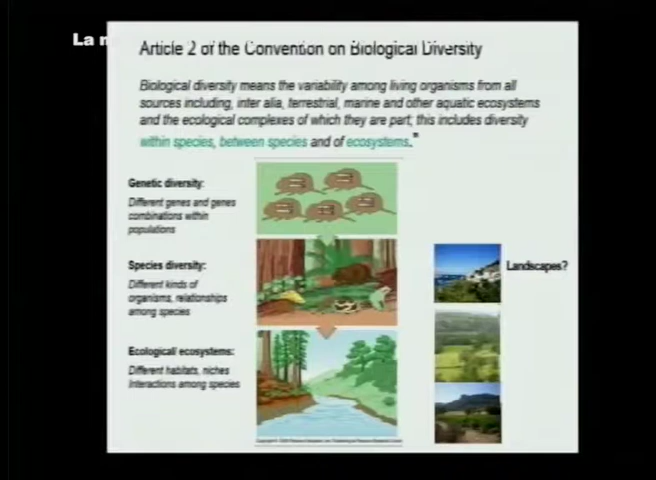 La
Article 2 of the Convention on Biological Diversity
Biological diversity means the variability among living organisms from all
sources including, inter alia, terrestrial, marine and other aquatic ecosystems
and the ecological complexes of which they are part, this includes diversity
within species, between species and of ecosystems."
Genetic diversity:
Different genes and genes
combinations within
populations
Species diversity:
Different kinds of
organisms, relationships
among species
Landscapes?
Ecological ecosystems:
Different habitats, niches
Interactions among species